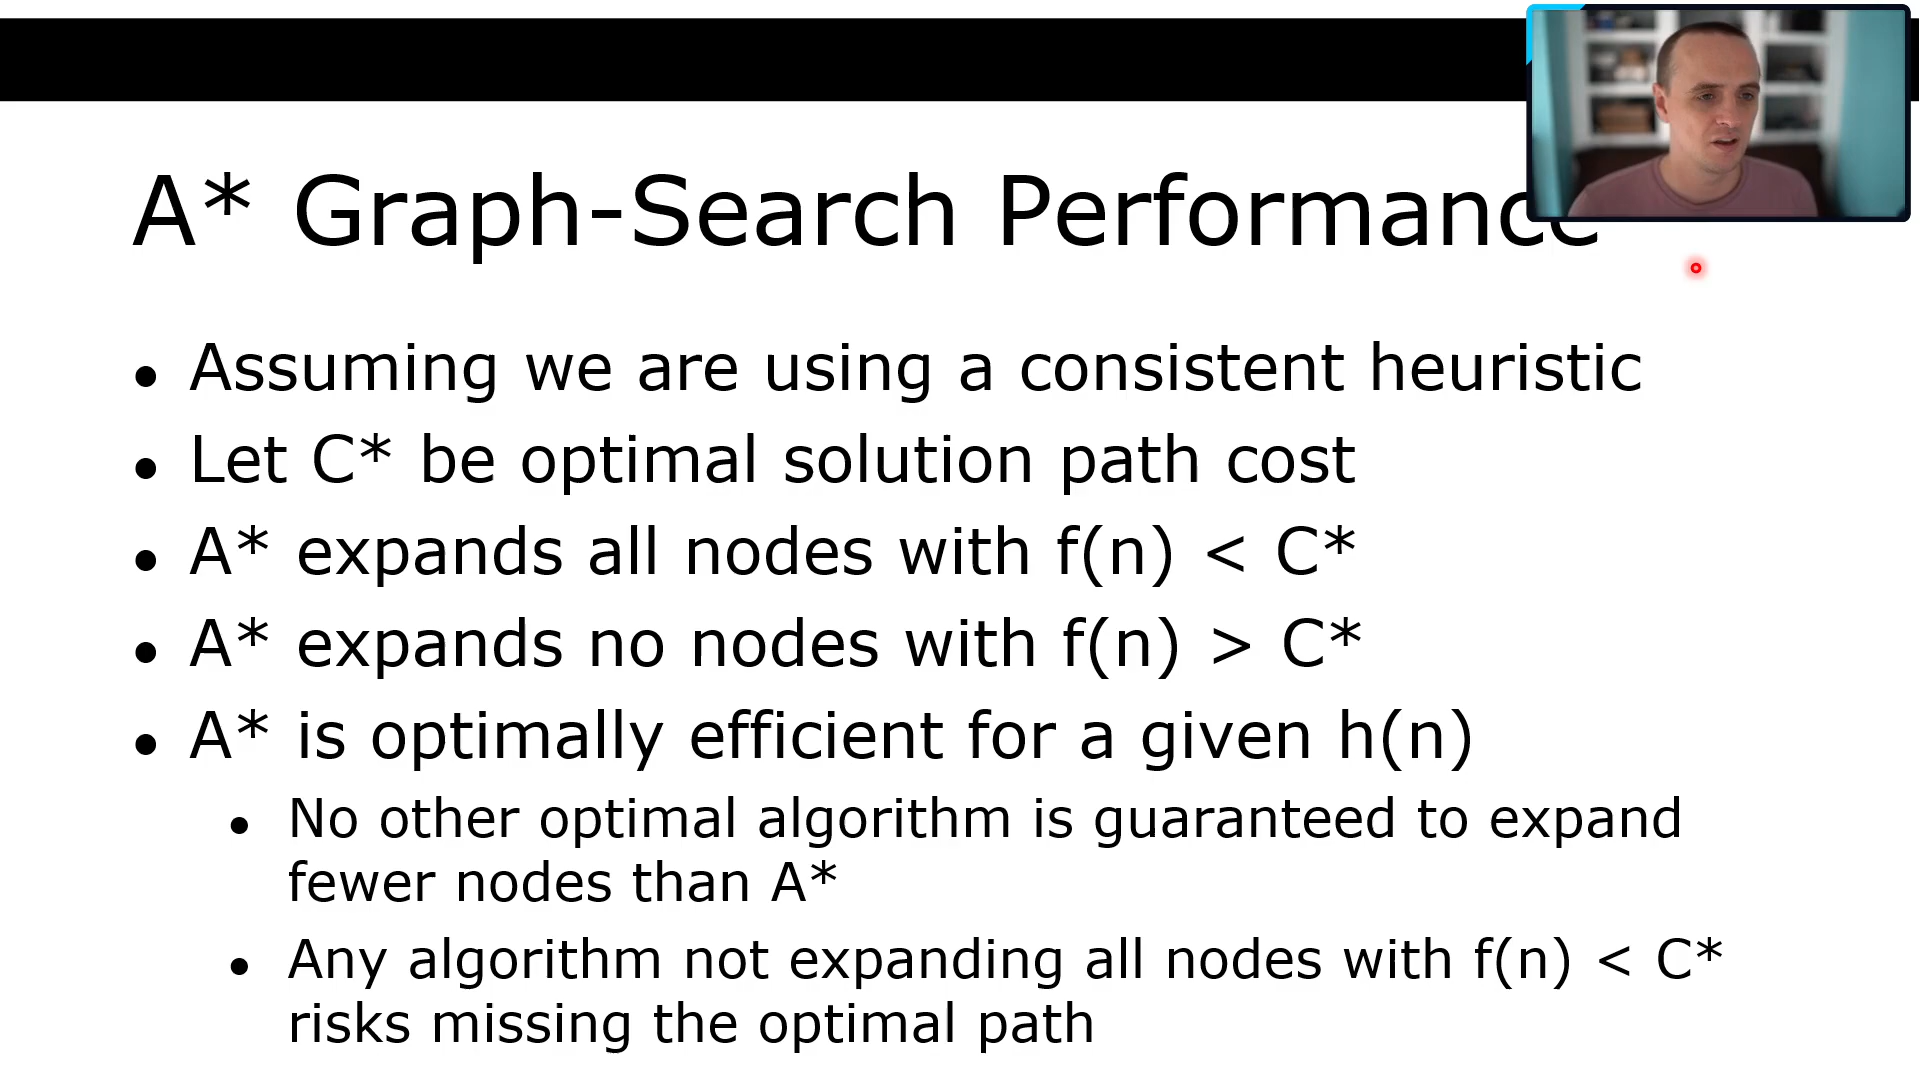 A* Graph-Search Performance
• Assuming we are using a consistent heuristic
• Let C* be optimal solution path cost
• A* expands all nodes with f(n) < C*
• A* expands no nodes with f(n) > C*
• A* is optimally efficient for a given h(n)
• No other optimal algorithm is guaranteed to expand
fewer nodes than A*
• Any algorithm not expanding all nodes with f(n) < C*
risks missing the optimal path